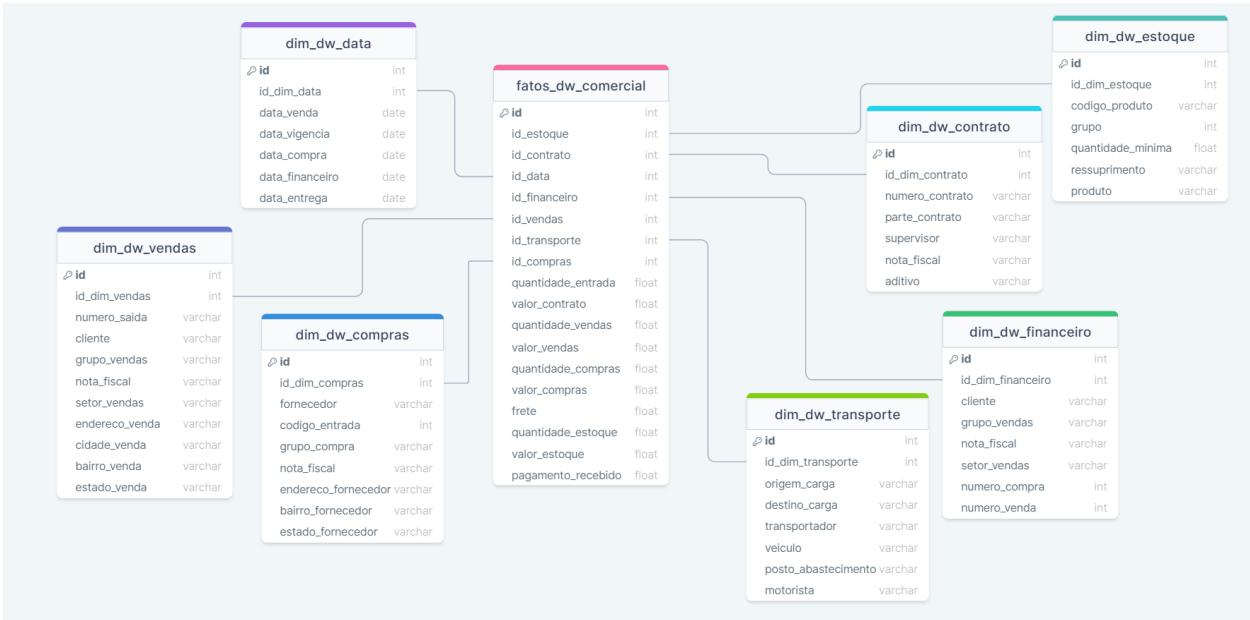 dim_dw_data
id int
id_dim_data int
data_venda date
data_vigencia date
data_compra date
data_financeiro date
data_entrega date
dim_dw_vendas
id int
id_dim_vendas int
numero_saida varchar
cliente varchar
grupo_vendas varchar
nota_fiscal varchar
setor_vendas varchar
endereco_venda varchar
cidade_venda varchar
bairro_venda varchar
estado_venda varchar
dim_dw_compras
id int
id_dim_compras int
fornecedor varchar
codigo_entrada int
grupo_compra varchar
nota_fiscal varchar
endereco_fornecedor varchar
bairro_fornecedor varchar
estado_fornecedor varchar
fatos_dw_comercial
id int
id_estoque int
id_contrato int
id_data int
id_financeiro int
id_vendas int
id_transporte int
id_compras int
quantidade_entrada float
valor_contrato float
quantidade_vendas float
valor_vendas float
quantidade_compras float
valor_compras float
frete float
quantidade_estoque float
valor_estoque float
pagamento_recebido float
dim_dw_estoque
id int
id_dim_estoque int
codigo_produto varchar
grupo int
quantidade_minima float
ressuprimento varchar
produto varchar
dim_dw_contrato
id int
id_dim_contrato int
numero_contrato varchar
parte_contrato varchar
supervisor varchar
nota_fiscal varchar
aditivo varchar
dim_dw_financeiro
id int
id_dim_financeiro int
cliente varchar
grupo_vendas varchar
nota_fiscal varchar
setor_vendas varchar
numero_compra int
numero_venda int
dim_dw_transporte
id int
id_dim_transporte int
origem_carga varchar
destino_carga varchar
transportador varchar
veiculo varchar
posto_abastecimento varchar
motorista varchar